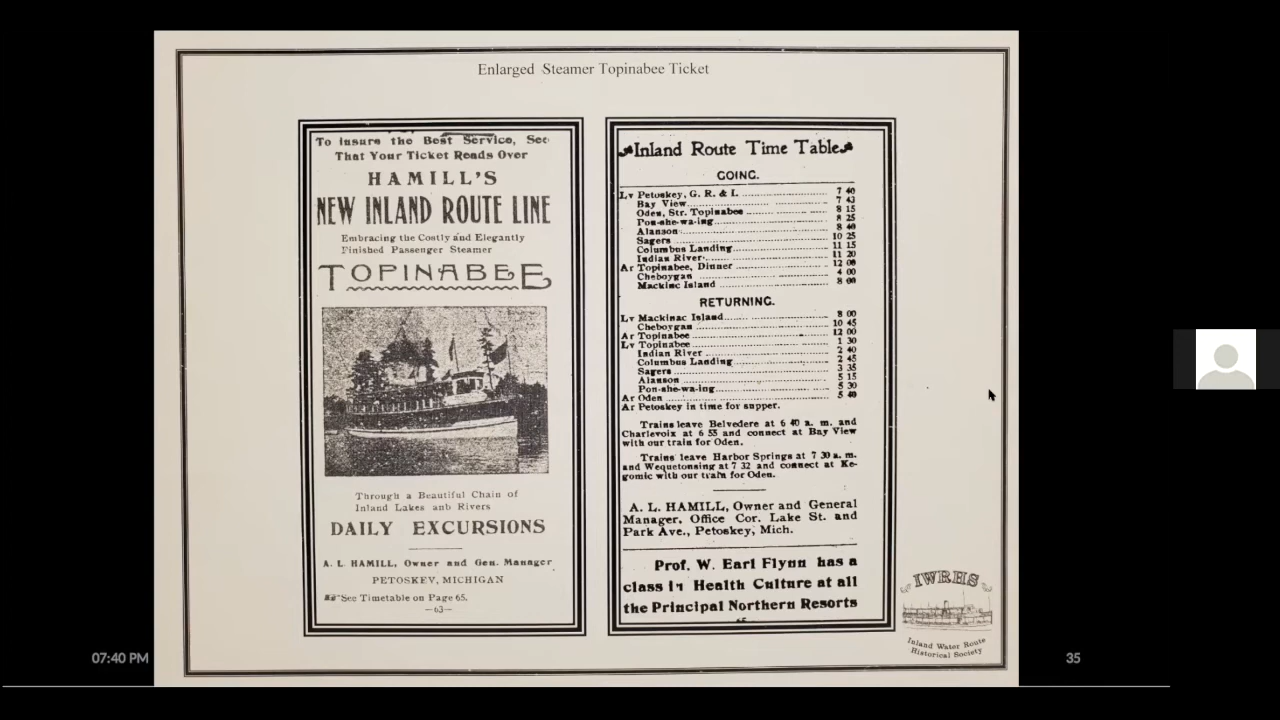 Enlarged Steamer Topinabee Ticket
To insure the Best Service, See
That Your Ticket Reads Over
HAMILL'S
NEW INLAND ROUTE LINE
Embracing the Costly and Elegantly
Finished Passenger Steamer
TOPINABEE
Through a Beautiful Chain of
Inland Lakes anb Rivers
DAILY EXCURSIONS
A. L. HAMILL, Owner and Gen. Manager
PETOSKEY, MICHIGAN
See Timetable on Page 65.
—63—
Inland Route Time Table
GOING.
Lv Petoskey, G. R. & I. 7 40
Bay View 7 43
Oden, Str. Topinabee 8 15
Pon-she-wa-ing 8 25
Alanson 8 40
Sagers 10 25
Columbus Landing 11 15
Indian River 11 20
Ar Topinabee, Dinner 12 00
Cheboygan 4 00
Mackinac Island 8 00
RETURNING.
Lv Mackinac Island 8 00
Cheboygan 10 45
Ar Topinabee 12 00
Lv Topinabee 1 30
Indian River 2 40
Columbus Landing 2 45
Sagers 3 35
Alanson 5 15
Pon-she-wa-ing 5 30
Ar Oden 5 40
Ar Petoskey in time for supper.
Trains leave Belvedere at 6 40 a. m. and
Charlevoix at 6 55 and connect at Bay View
with our train for Oden.
Trains leave Harbor Springs at 7 30 a. m.
and Wequetonsing at 7 32 and connect at Ke-
gomic with our train for Oden.
A. L. HAMILL, Owner and General
Manager. Office Cor. Lake St. and
Park Ave., Petoskey, Mich.
Prof. W. Earl Flynn has a
class in Health Culture at all
the Principal Northern Resorts
IWRHS
Inland Water Route
Historical Society
07:40 PM
35